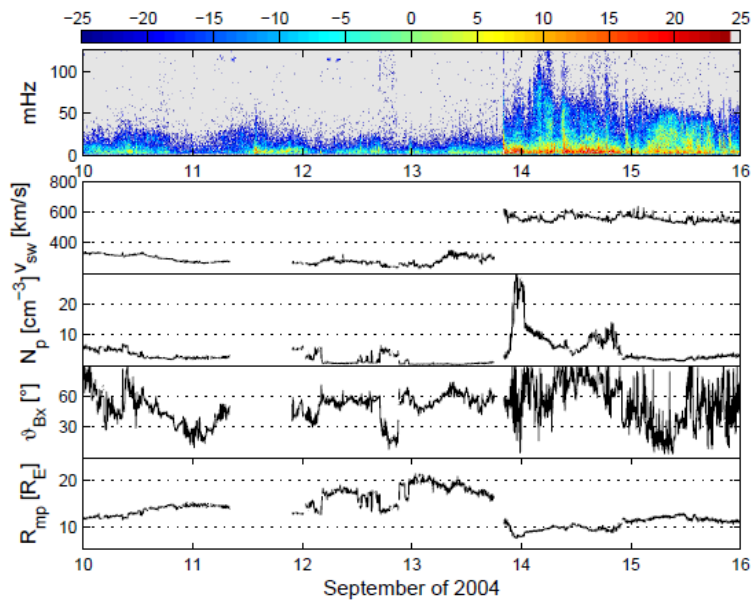 −25 −20 −15 −10 −5 0 5 10 15 20 25
100
mHz
50
0
10 11 12 13 14 15 16
800
v_sw [km/s]
600
400
N_p [cm^−3]
20
10
ϑ_Bx [°]
60
30
R_mp [R_E]
20
10
10 11 12 13 14 15 16
September of 2004